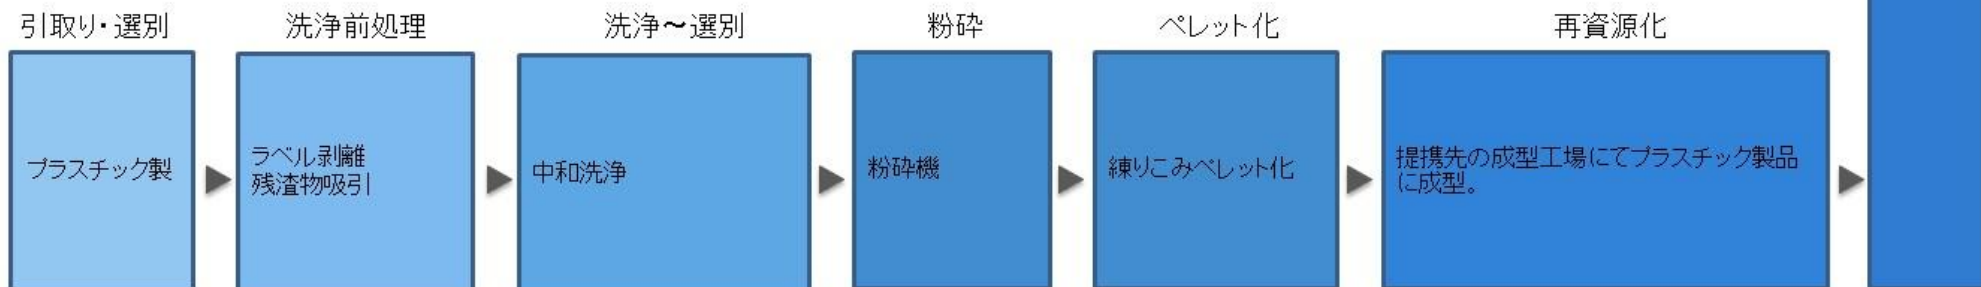 引取り・選別
洗浄前処理
洗浄～選別
粉砕
ペレット化
再資源化
プラスチック製
ラベル剥離
残渣物吸引
中和洗浄
粉砕機
練りこみペレット化
提携先の成型工場にてプラスチック製品
に成型。